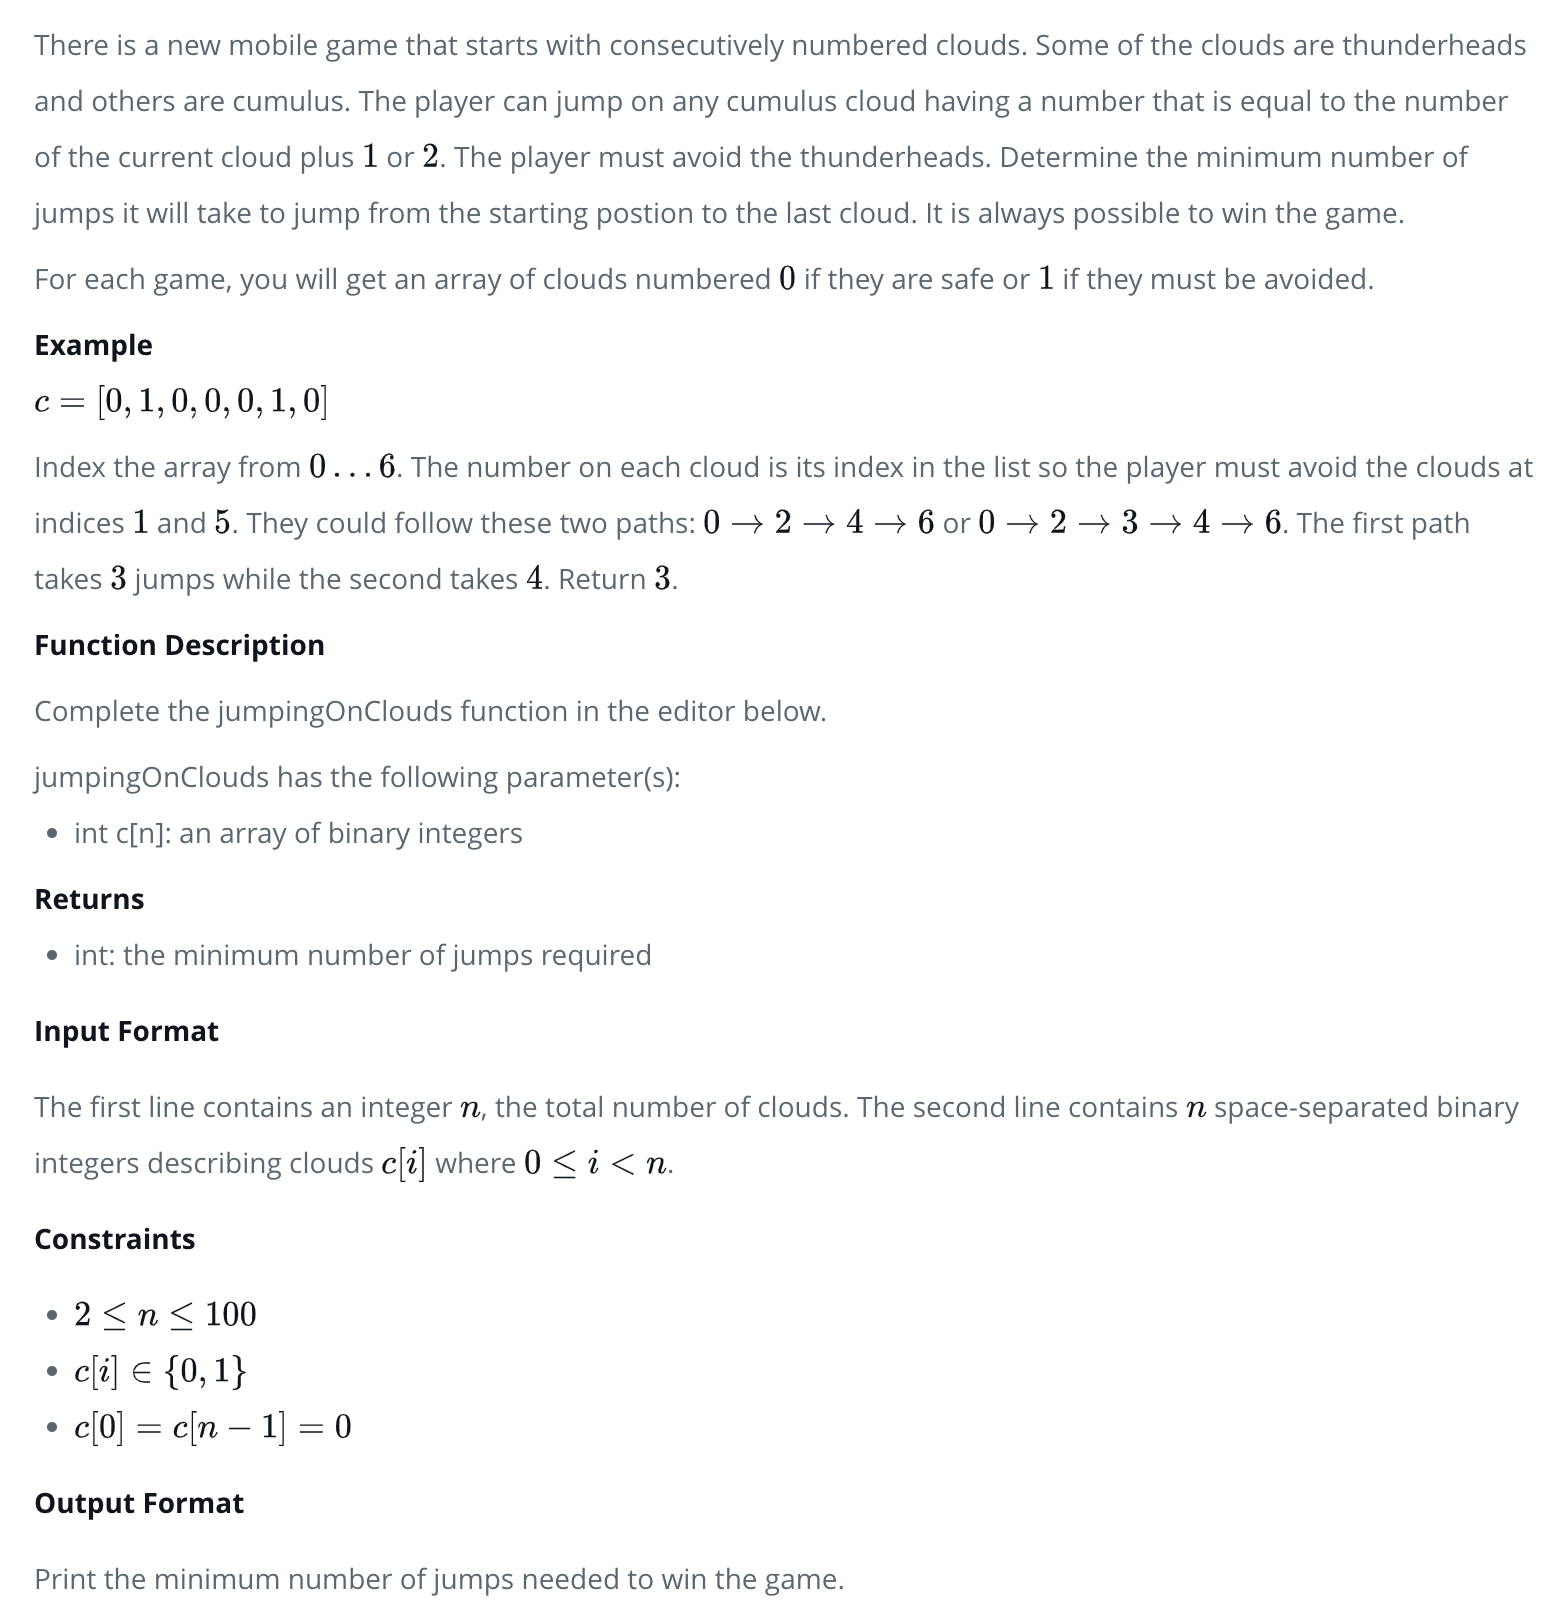 There is a new mobile game that starts with consecutively numbered clouds. Some of the clouds are thunderheads
and others are cumulus. The player can jump on any cumulus cloud having a number that is equal to the number
of the current cloud plus 1 or 2. The player must avoid the thunderheads. Determine the minimum number of
jumps it will take to jump from the starting postion to the last cloud. It is always possible to win the game.
For each game, you will get an array of clouds numbered 0 if they are safe or 1 if they must be avoided.
Example
c = [0, 1, 0, 0, 0, 1, 0]
Index the array from 0 . . . 6. The number on each cloud is its index in the list so the player must avoid the clouds at
indices 1 and 5. They could follow these two paths: 0 → 2 → 4 → 6 or 0 → 2 → 3 → 4 → 6. The first path
takes 3 jumps while the second takes 4. Return 3.
Function Description
Complete the jumpingOnClouds function in the editor below.
jumpingOnClouds has the following parameter(s):
• int c[n]: an array of binary integers
Returns
• int: the minimum number of jumps required
Input Format
The first line contains an integer n, the total number of clouds. The second line contains n space-separated binary
integers describing clouds c[i] where 0 ≤ i < n.
Constraints
• 2 ≤ n ≤ 100
• c[i] ∈ {0, 1}
• c[0] = c[n − 1] = 0
Output Format
Print the minimum number of jumps needed to win the game.